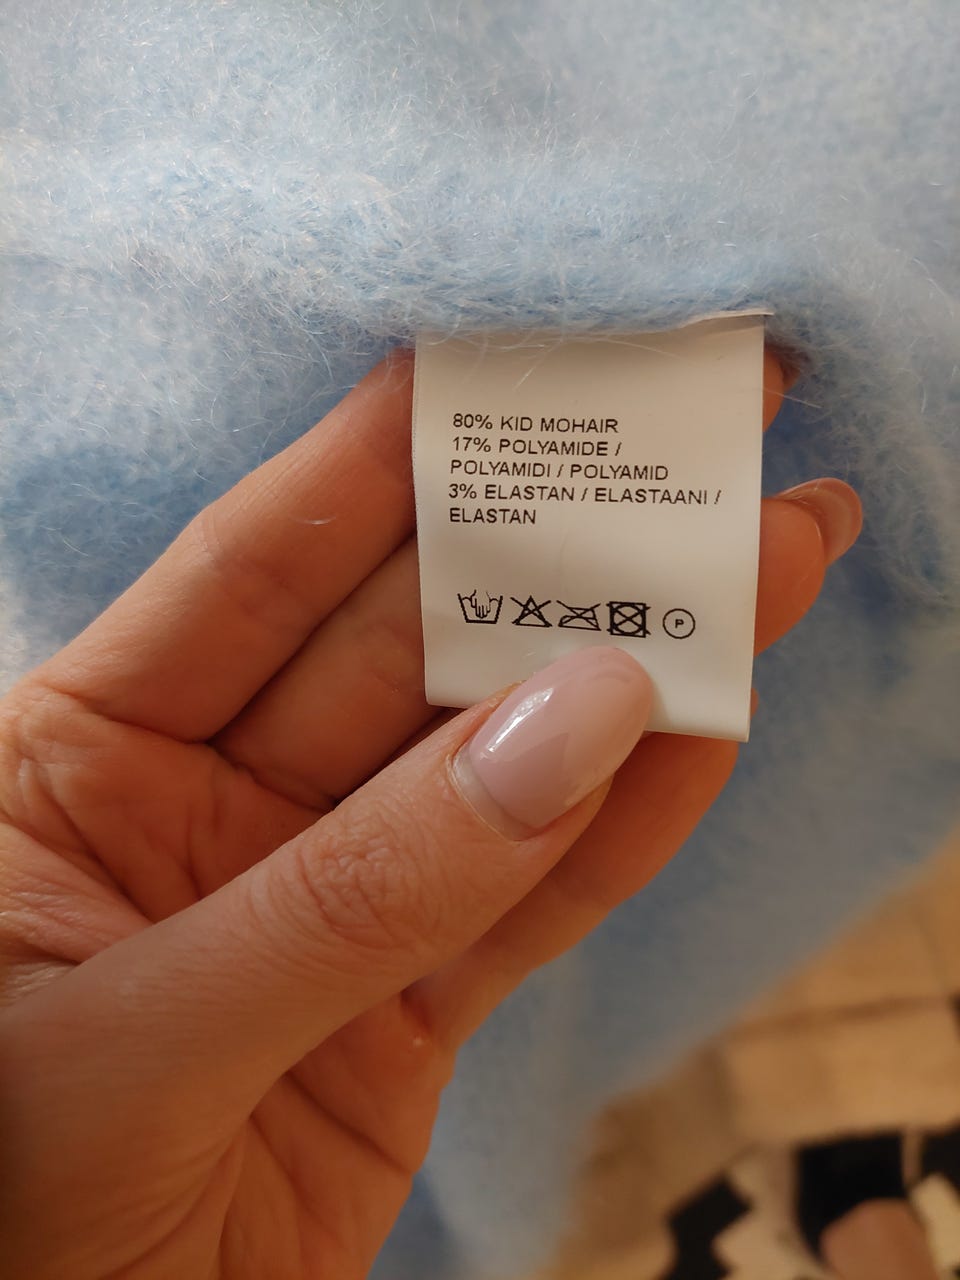 80% KID MOHAIR
17% POLYAMIDE /
POLYAMIDI / POLYAMID
3% ELASTAN / ELASTAANI /
ELASTAN
P